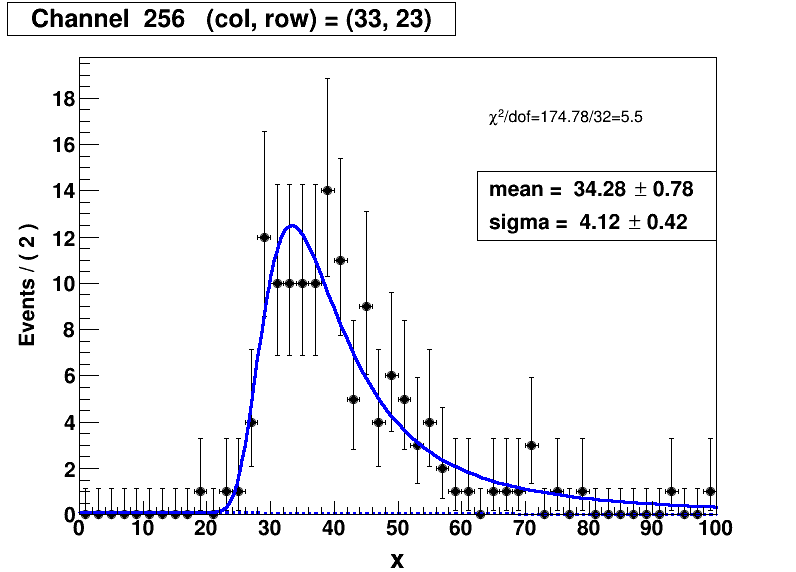 Channel 256 (col, row) = (33, 23)
χ²/dof=174.78/32=5.5
mean = 34.28 ± 0.78
sigma = 4.12 ± 0.42
Events / ( 2 )
18
16
14
12
10
8
6
4
2
0
0 10 20 30 40 50 60 70 80 90 100
x